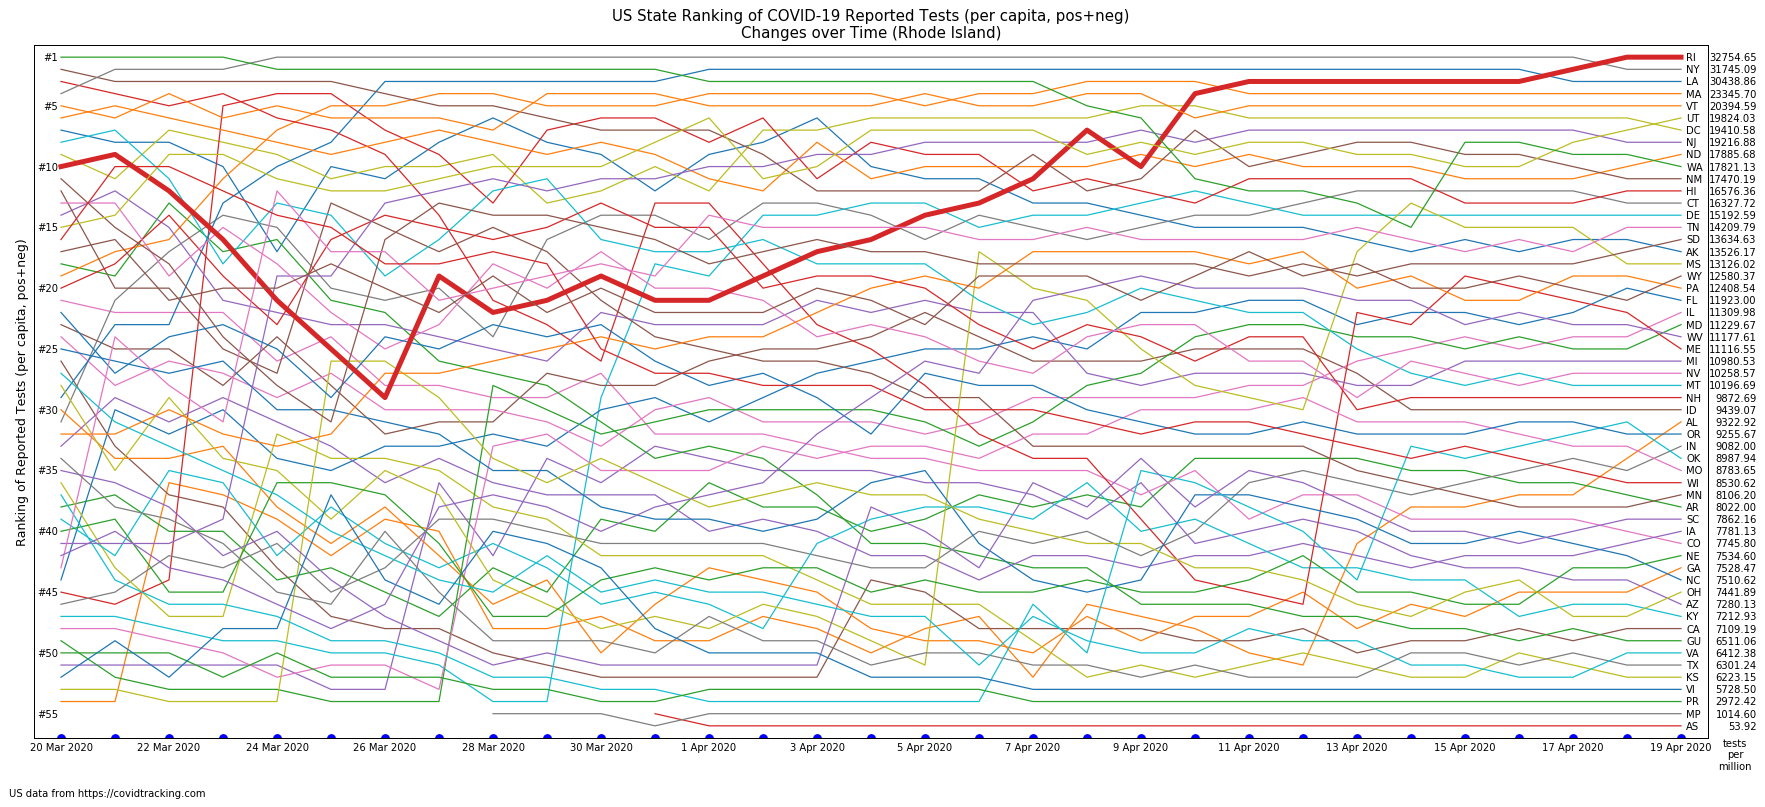 US State Ranking of COVID-19 Reported Tests (per capita, pos+neg)
Changes over Time (Rhode Island)
Ranking of Reported Tests (per capita, pos+neg)
#1
#5
#10
#15
#20
#25
#30
#35
#40
#45
#50
#55
RI 32754.65
NY 31745.09
LA 30438.86
MA 23345.70
VT 20394.59
UT 19824.03
DC 19410.58
NJ 19216.88
ND 17885.68
WA 17821.13
NM 17470.19
HI 16576.36
CT 16327.72
DE 15192.59
TN 14209.79
SD 13634.63
AK 13526.17
MS 13126.02
WY 12580.37
PA 12408.54
FL 11923.00
IL 11309.98
MD 11229.67
WV 11177.61
ME 11116.55
MI 10980.53
NV 10258.57
MT 10196.69
NH 9872.69
ID 9439.07
AL 9322.92
OR 9255.67
IN 9082.00
OK 8987.94
MO 8783.65
WI 8530.62
MN 8106.20
AR 8022.00
SC 7862.16
IA 7781.13
CO 7745.80
NE 7534.60
GA 7528.47
NC 7510.62
OH 7441.89
AZ 7280.13
KY 7212.93
CA 7109.19
GU 6511.06
VA 6412.38
TX 6301.24
KS 6223.15
VI 5728.50
PR 2972.42
MP 1014.60
AS 53.92
20 Mar 2020
22 Mar 2020
24 Mar 2020
26 Mar 2020
28 Mar 2020
30 Mar 2020
1 Apr 2020
3 Apr 2020
5 Apr 2020
7 Apr 2020
9 Apr 2020
11 Apr 2020
13 Apr 2020
15 Apr 2020
17 Apr 2020
19 Apr 2020
tests
per
million
US data from https://covidtracking.com